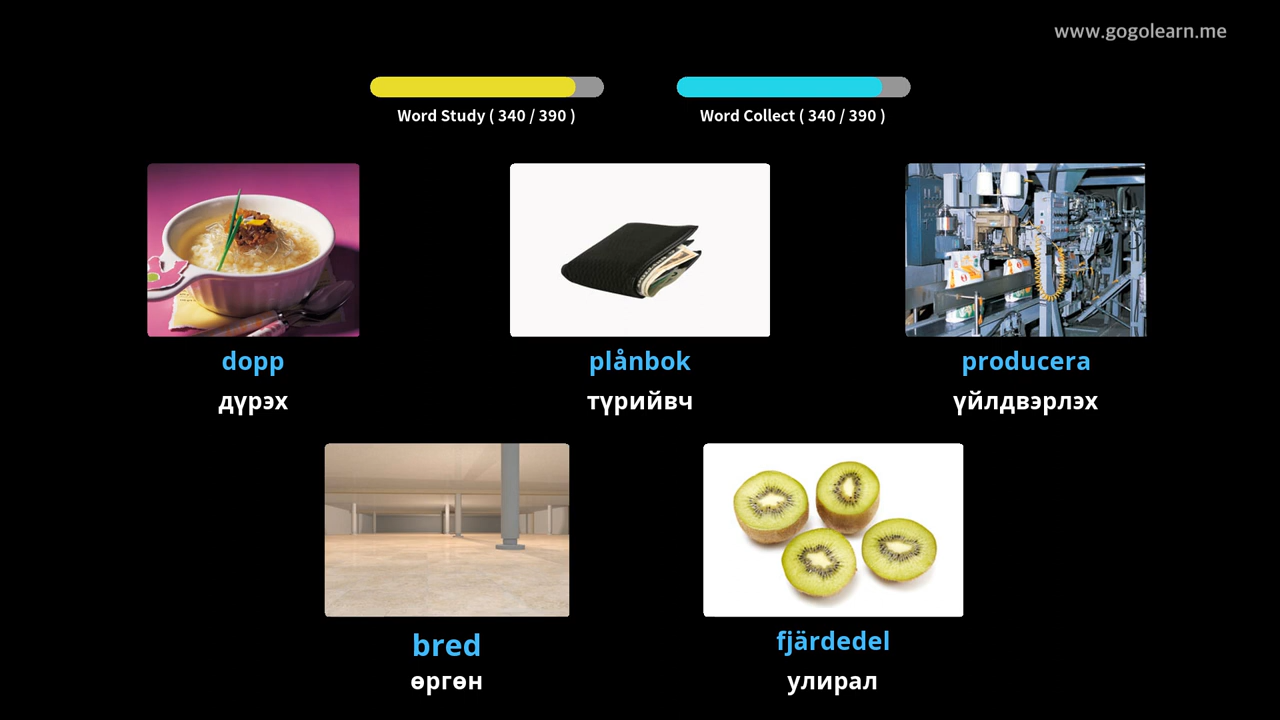 www.gogolearn.me
Word Study ( 340 / 390 )
Word Collect ( 340 / 390 )
dopp
дүрэх
plånbok
түрийвч
producera
үйлдвэрлэх
bred
өргөн
fjärdedel
улирал